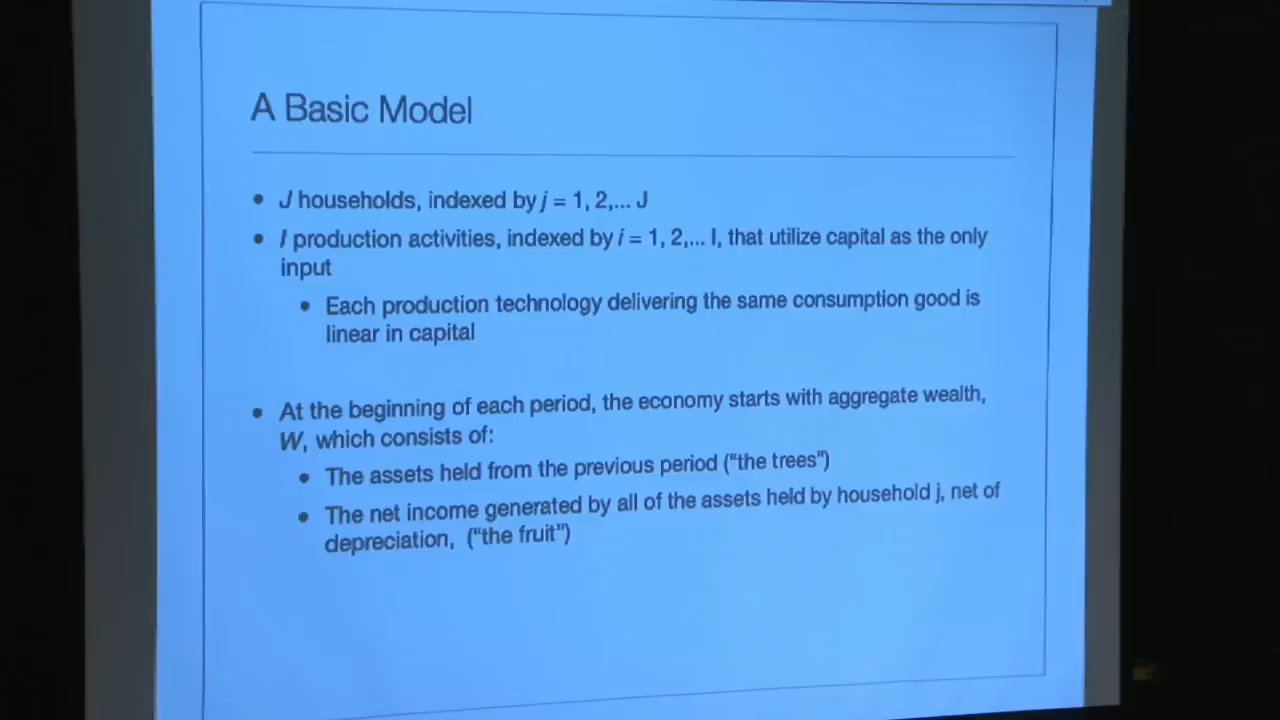 A Basic Model
• J households, indexed by j = 1, 2,... J
• I production activities, indexed by i = 1, 2,... I, that utilize capital as the only
input
• Each production technology delivering the same consumption good is
linear in capital
• At the beginning of each period, the economy starts with aggregate wealth,
W, which consists of:
• The assets held from the previous period (“the trees”)
• The net income generated by all of the assets held by household j, net of
depreciation, (“the fruit”)